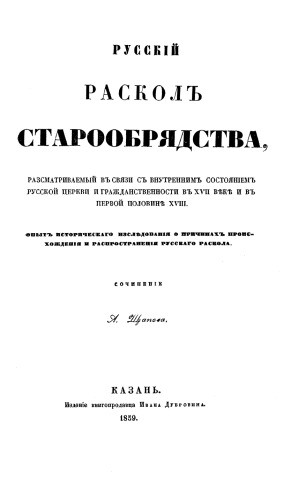 РУССКІЙ
РАСКОЛЪ
СТАРООБРЯДСТВА,
РАЗСМАТРИВАЕМЫЙ ВЪ СВЯЗИ СЪ ВНУТРЕННИМЪ СОСТОЯНІЕМЪ
РУССКОЙ ЦЕРКВИ И ГРАЖДАНСТВЕННОСТИ ВЪ XVII ВѢКѢ И ВЪ
ПЕРВОЙ ПОЛОВИНѢ XVIII.
ОПЫТЪ ИСТОРИЧЕСКАГО ИЗСЛѢДОВАНІЯ О ПРИЧИНАХЪ ПРОИС-
ХОЖДЕНІЯ И РАСПРОСТРАНЕНІЯ РУССКАГО РАСКОЛА.
СОЧИНЕНІЕ
А. Щапова.
КАЗАНЬ.
Изданіе книгопродавца Ивана Дубровина.
1859.